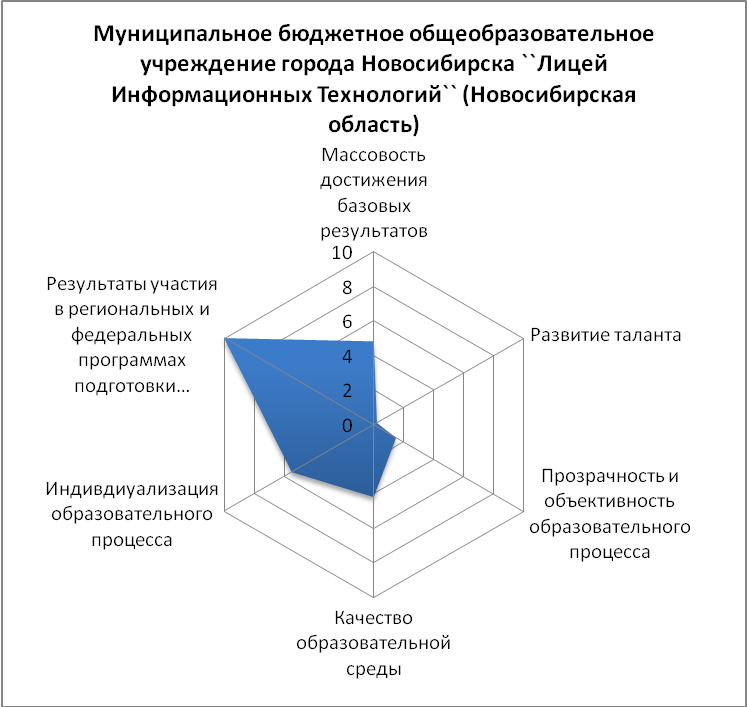 Муниципальное бюджетное общеобразовательное
учреждение города Новосибирска ``Лицей
Информационных Технологий`` (Новосибирская
область)
Массовость
достижения
базовых
результатов
10
8
6
4
2
0
Развитие таланта
Прозрачность и
объективность
образовательного
процесса
Качество
образовательной
среды
Индивдиуализация
образовательного
процесса
Результаты участия
в региональных и
федеральных
программах
подготовки...